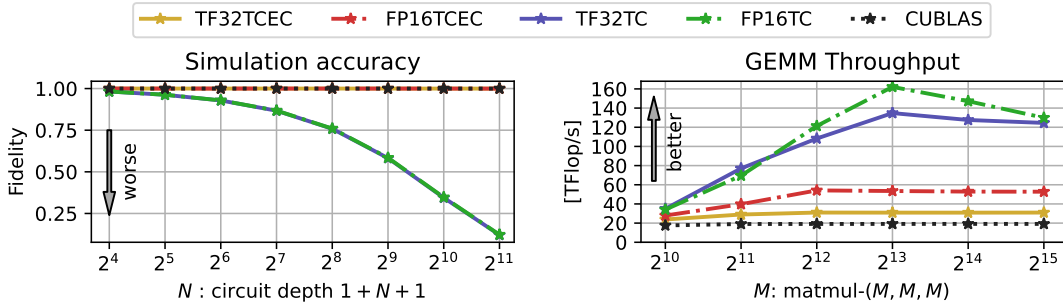 TF32TCEC FP16TCEC TF32TC FP16TC CUBLAS
Simulation accuracy
1.00
0.75
0.50
0.25
Fidelity
worse
2^4 2^5 2^6 2^7 2^8 2^9 2^10 2^11
N : circuit depth 1 + N + 1
GEMM Throughput
160
140
120
100
80
60
40
20
0
[TFlop/s]
better
2^10 2^11 2^12 2^13 2^14 2^15
M: matmul-(M, M, M)